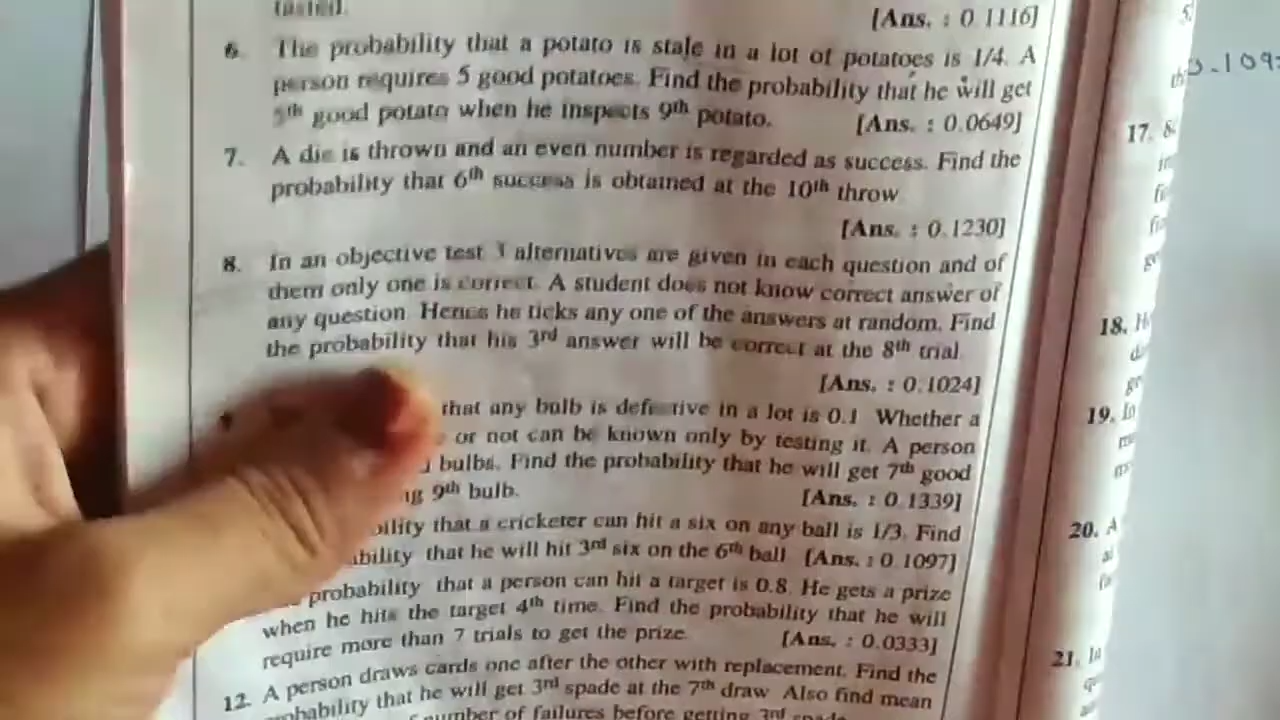 tasted.
[Ans. : 0.1116]
6. The probability that a potato is stale in a lot of potatoes is 1/4. A
person requires 5 good potatoes. Find the probability that he will get
5th good potato when he inspects 9th potato. [Ans. : 0.0649]
7. A die is thrown and an even number is regarded as success. Find the
probability that 6th success is obtained at the 10th throw
[Ans. : 0.1230]
8. In an objective test 3 alternatives are given in each question and of
them only one is correct. A student does not know correct answer of
any question. Hence he ticks any one of the answers at random. Find
the probability that his 3rd answer will be correct at the 8th trial.
[Ans. : 0.1024]
that any bulb is defective in a lot is 0.1 Whether a
or not can be known only by testing it. A person
bulbs. Find the probability that he will get 7th good
9th bulb. [Ans. : 0.1339]
that a cricketer can hit a six on any ball is 1/3. Find
that he will hit 3rd six on the 6th ball [Ans. : 0.1097]
probability that a person can hit a target is 0.8. He gets a prize
when he hits the target 4th time. Find the probability that he will
require more than 7 trials to get the prize. [Ans. : 0.0333]
12. A person draws cards one after the other with replacement. Find the
that he will get 3rd spade at the 7th draw Also find mean
number of failures before getting 3rd spade
17.
18.
19. In
20. A
21. In